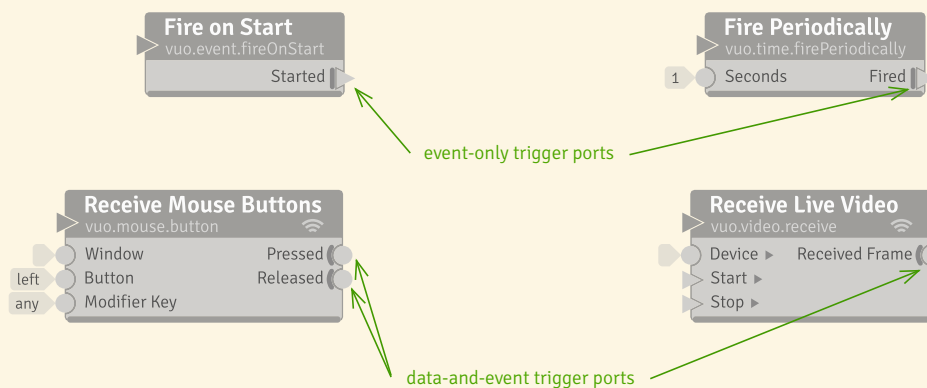 Fire on Start
vuo.event.fireOnStart
Started
Fire Periodically
vuo.time.firePeriodically
1 Seconds Fired
event-only trigger ports
Receive Mouse Buttons
vuo.mouse.button
Window Pressed
left Button Released
any Modifier Key
Receive Live Video
vuo.video.receive
Device Received Frame
Start
Stop
data-and-event trigger ports